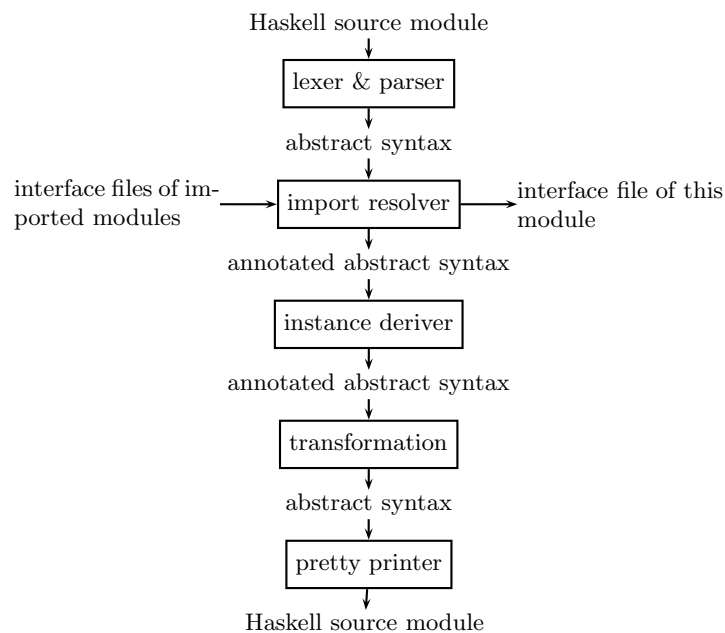 Haskell source module
lexer & parser
abstract syntax
interface files of im-
ported modules
import resolver
interface file of this
module
annotated abstract syntax
instance deriver
annotated abstract syntax
transformation
abstract syntax
pretty printer
Haskell source module